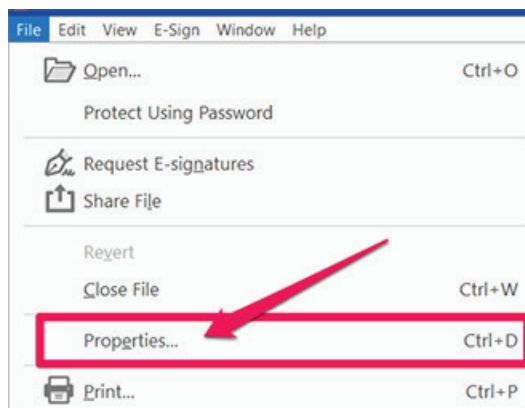 File Edit View E-Sign Window Help
Open... Ctrl+O
Protect Using Password
Request E-signatures
Share File
Revert
Close File Ctrl+W
Properties... Ctrl+D
Print... Ctrl+P